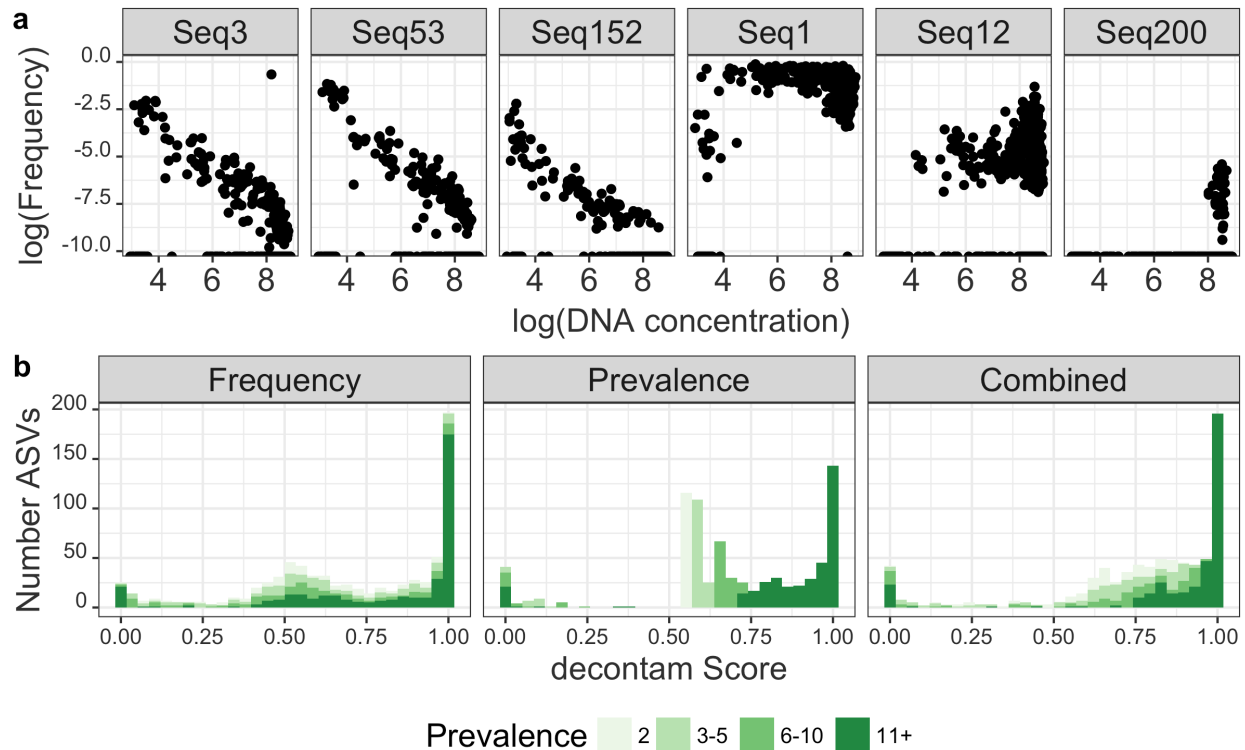 a
Seq3 Seq53 Seq152 Seq1 Seq12 Seq200
log(Frequency)
0.0
-2.5
-5.0
-7.5
-10.0
4 6 8 4 6 8 4 6 8 4 6 8 4 6 8 4 6 8
log(DNA concentration)
b
Frequency Prevalence Combined
Number ASVs
200
150
100
50
0
0.00 0.25 0.50 0.75 1.00 0.00 0.25 0.50 0.75 1.00 0.00 0.25 0.50 0.75 1.00
decontam Score
Prevalence 2 3-5 6-10 11+